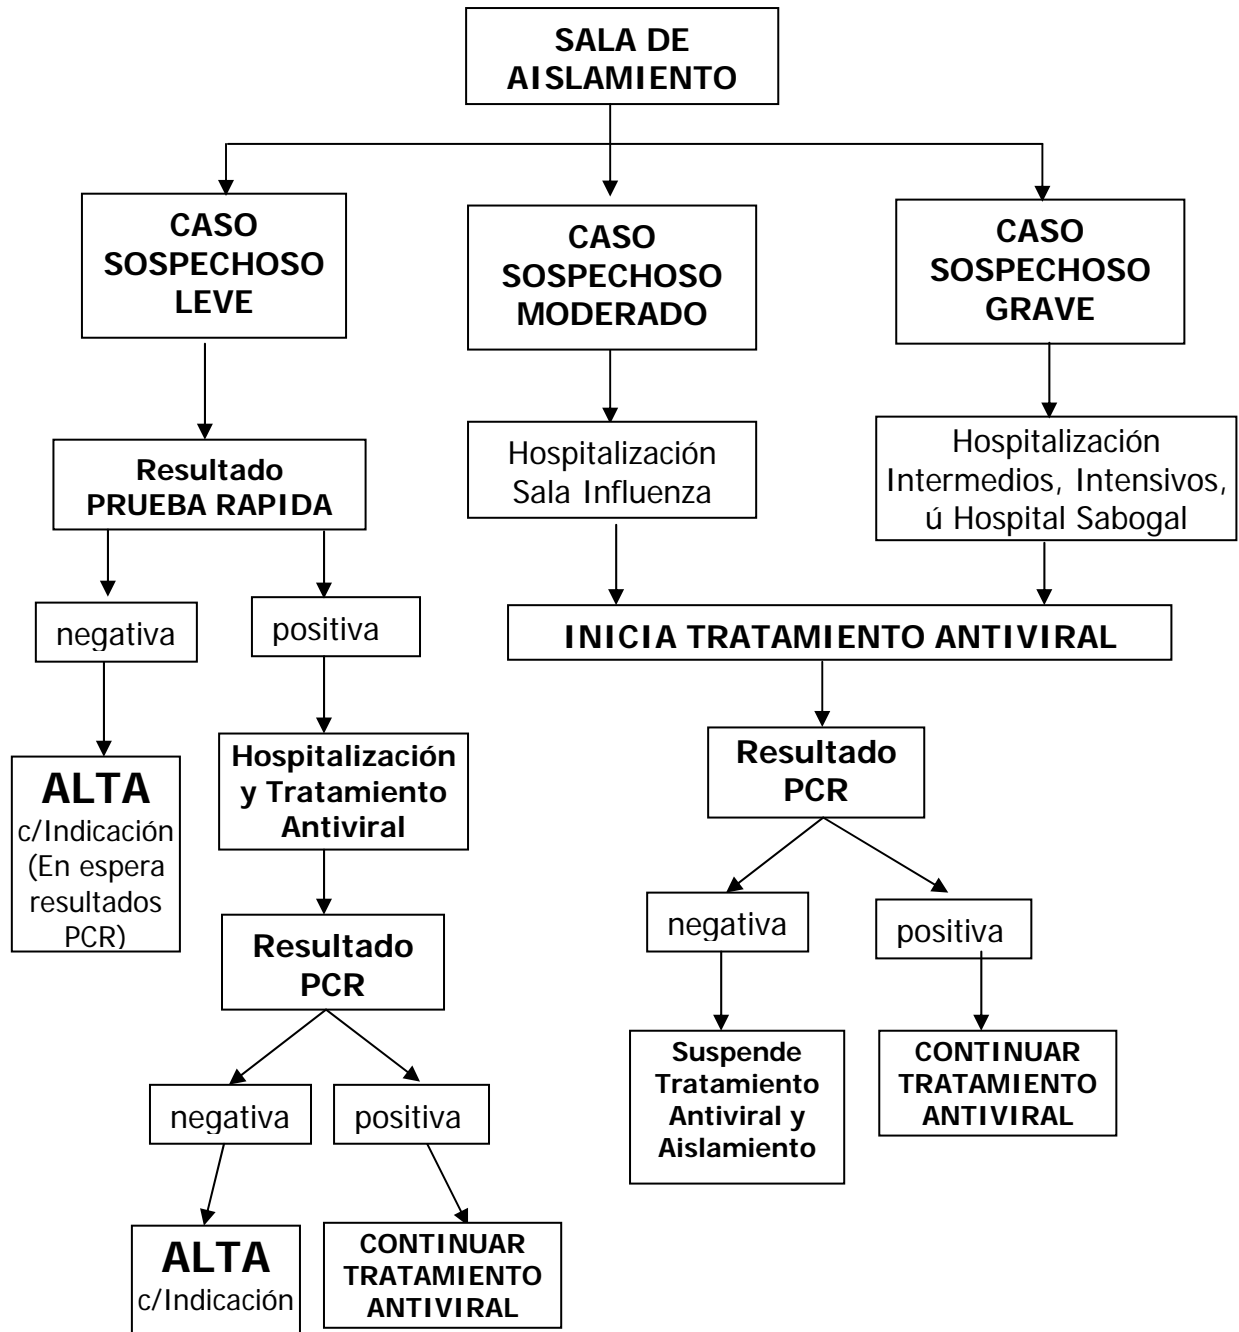 SALA DE
AISLAMIENTO
CASO
SOSPECHOSO
LEVE
CASO
SOSPECHOSO
MODERADO
CASO
SOSPECHOSO
GRAVE
Resultado
PRUEBA RAPIDA
Hospitalización
Sala Influenza
Hospitalización
Intermedios, Intensivos,
ú Hospital Sabogal
negativa
positiva
INICIA TRATAMIENTO ANTIVIRAL
ALTA
c/Indicación
(En espera
resultados
PCR)
Hospitalización
y Tratamiento
Antiviral
Resultado
PCR
negativa
positiva
Resultado
PCR
negativa
positiva
Suspende
Tratamiento
Antiviral y
Aislamiento
CONTINUAR
TRATAMIENTO
ANTIVIRAL
ALTA
c/Indicación
CONTINUAR
TRATAMIENTO
ANTIVIRAL